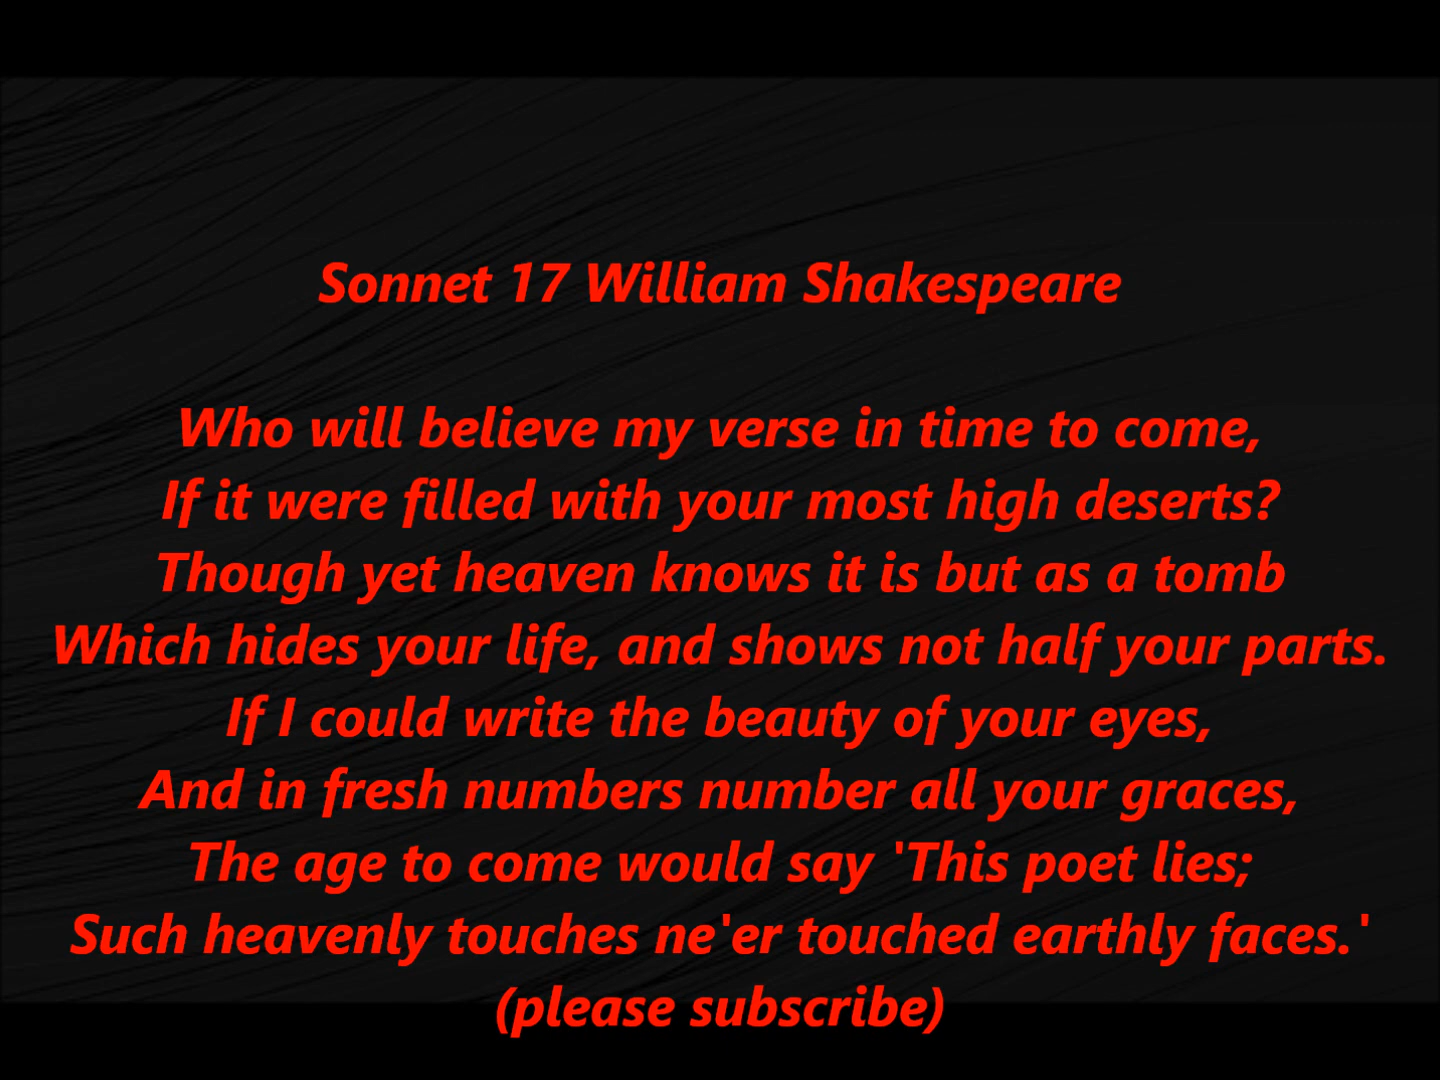 Sonnet 17 William Shakespeare
Who will believe my verse in time to come,
If it were filled with your most high deserts?
Though yet heaven knows it is but as a tomb
Which hides your life, and shows not half your parts.
If I could write the beauty of your eyes,
And in fresh numbers number all your graces,
The age to come would say 'This poet lies;
Such heavenly touches ne'er touched earthly faces.'
(please subscribe)